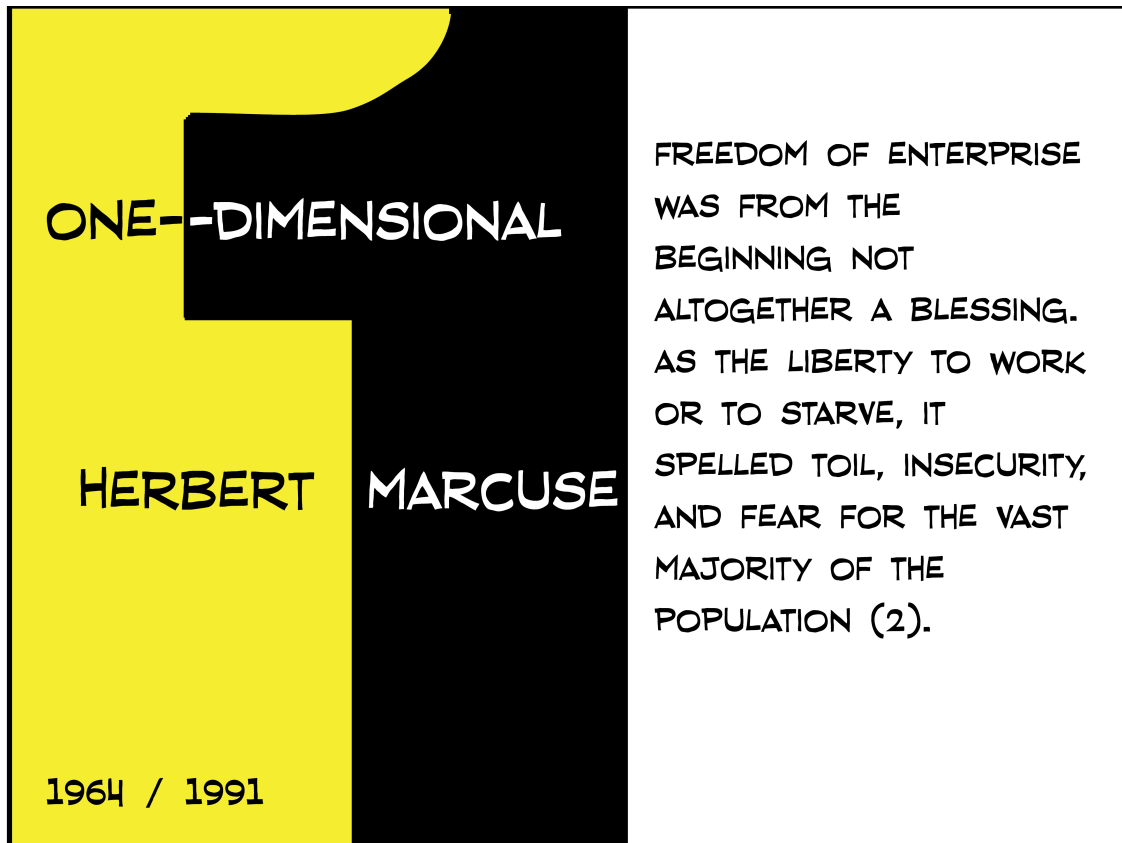 ONE--DIMENSIONAL
HERBERT MARCUSE
1964 / 1991
FREEDOM OF ENTERPRISE
WAS FROM THE
BEGINNING NOT
ALTOGETHER A BLESSING.
AS THE LIBERTY TO WORK
OR TO STARVE, IT
SPELLED TOIL, INSECURITY,
AND FEAR FOR THE VAST
MAJORITY OF THE
POPULATION (2).